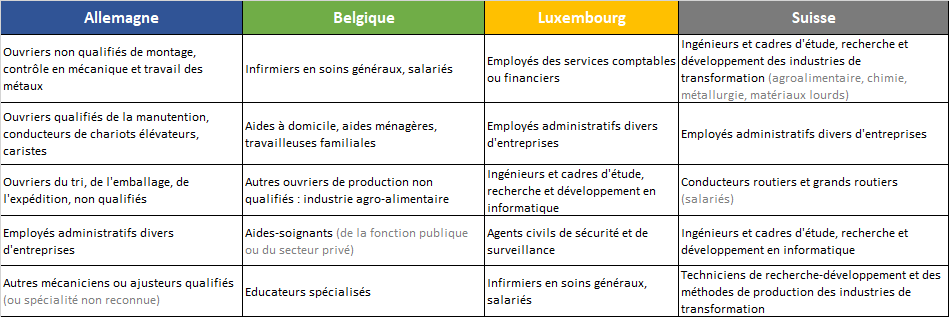 Allemagne
Belgique
Luxembourg
Suisse
Ouvriers non qualifiés de montage,
contrôle en mécanique et travail des
métaux
Infirmiers en soins généraux, salariés
Employés des services comptables
ou financiers
Ingénieurs et cadres d'étude, recherche et
développement des industries de
transformation (agroalimentaire, chimie,
métallurgie, matériaux lourds)
Ouvriers qualifiés de la manutention,
conducteurs de chariots élévateurs,
caristes
Aides à domicile, aides ménagères,
travailleuses familiales
Employés administratifs divers
d'entreprises
Employés administratifs divers d'entreprises
Ouvriers du tri, de l'emballage, de
l'expédition, non qualifiés
Autres ouvriers de production non
qualifiés : industrie agro-alimentaire
Ingénieurs et cadres d'étude,
recherche et développement en
informatique
Conducteurs routiers et grands routiers
(salariés)
Employés administratifs divers
d'entreprises
Aides-soignants (de la fonction publique
ou du secteur privé)
Agents civils de sécurité et de
surveillance
Ingénieurs et cadres d'étude, recherche et
développement en informatique
Autres mécaniciens ou ajusteurs qualifiés
(ou spécialité non reconnue)
Educateurs spécialisés
Infirmiers en soins généraux,
salariés
Techniciens de recherche-développement et des
méthodes de production des industries de
transformation